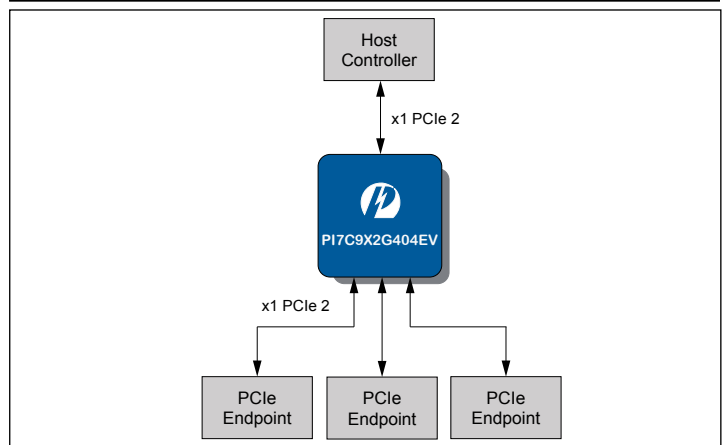 Host
Controller
x1 PCIe 2
PI7C9X2G404EV
x1 PCIe 2
PCIe
Endpoint
PCIe
Endpoint
PCIe
Endpoint